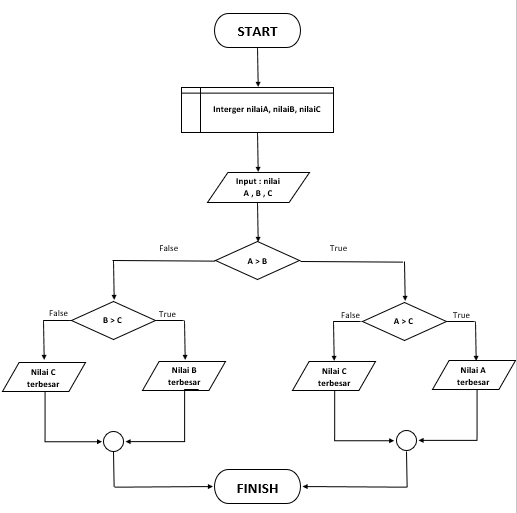 START
Interger nilaiA, nilaiB, nilaiC
Input : nilai
A , B , C
False
True
A > B
False
True
B > C
False
True
A > C
Nilai C
terbesar
Nilai B
terbesar
Nilai C
terbesar
Nilai A
terbesar
FINISH